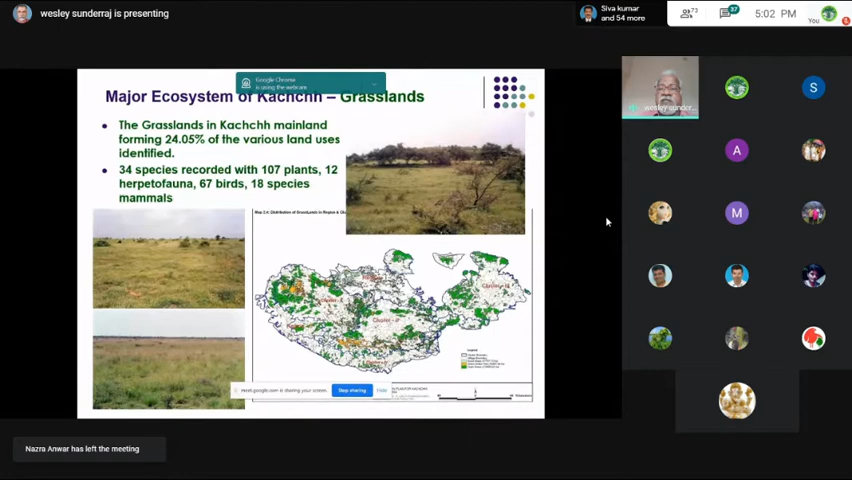 wesley sunderraj is presenting
Siva kumar
and 54 more
73
37
5:02 PM
You
Google Chrome
is using the webcam
Major Ecosystem of Kachchh – Grasslands
The Grasslands in Kachchh mainland
forming 24.05% of the various land uses
identified.
34 species recorded with 107 plants, 12
herpetofauna, 67 birds, 18 species
mammals
wesley sunder...
S
A
M
meet.google.com is sharing your screen.
Stop sharing
Hide
Nazra Anwar has left the meeting